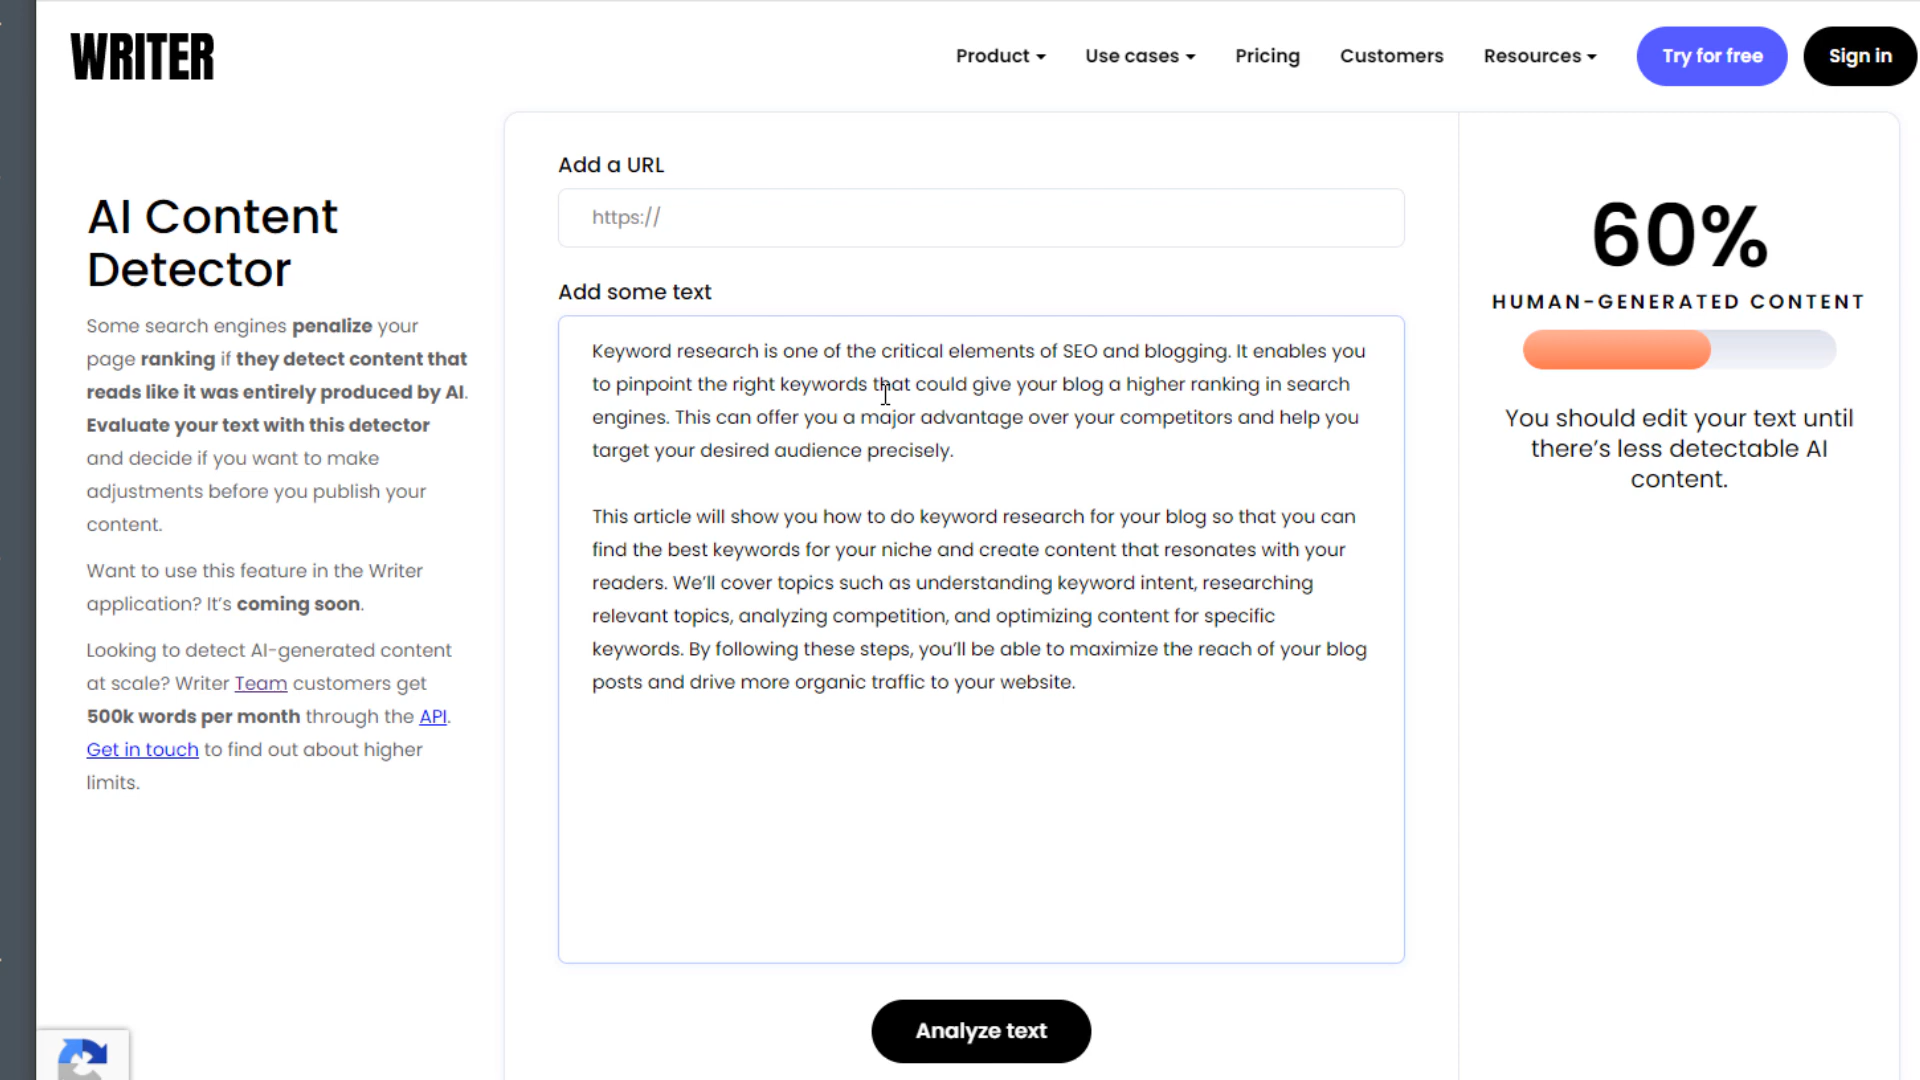 WRITER
Product
Use cases
Pricing
Customers
Resources
Try for free
Sign in
AI Content
Detector
Some search engines penalize your
page ranking if they detect content that
reads like it was entirely produced by AI.
Evaluate your text with this detector
and decide if you want to make
adjustments before you publish your
content.
Want to use this feature in the Writer
application? It's coming soon.
Looking to detect AI-generated content
at scale? Writer Team customers get
500k words per month through the API.
Get in touch to find out about higher
limits.
Add a URL
https://
Add some text
Keyword research is one of the critical elements of SEO and blogging. It enables you
to pinpoint the right keywords that could give your blog a higher ranking in search
engines. This can offer you a major advantage over your competitors and help you
target your desired audience precisely.
This article will show you how to do keyword research for your blog so that you can
find the best keywords for your niche and create content that resonates with your
readers. We'll cover topics such as understanding keyword intent, researching
relevant topics, analyzing competition, and optimizing content for specific
keywords. By following these steps, you'll be able to maximize the reach of your blog
posts and drive more organic traffic to your website.
Analyze text
60%
HUMAN-GENERATED CONTENT
You should edit your text until
there's less detectable AI
content.